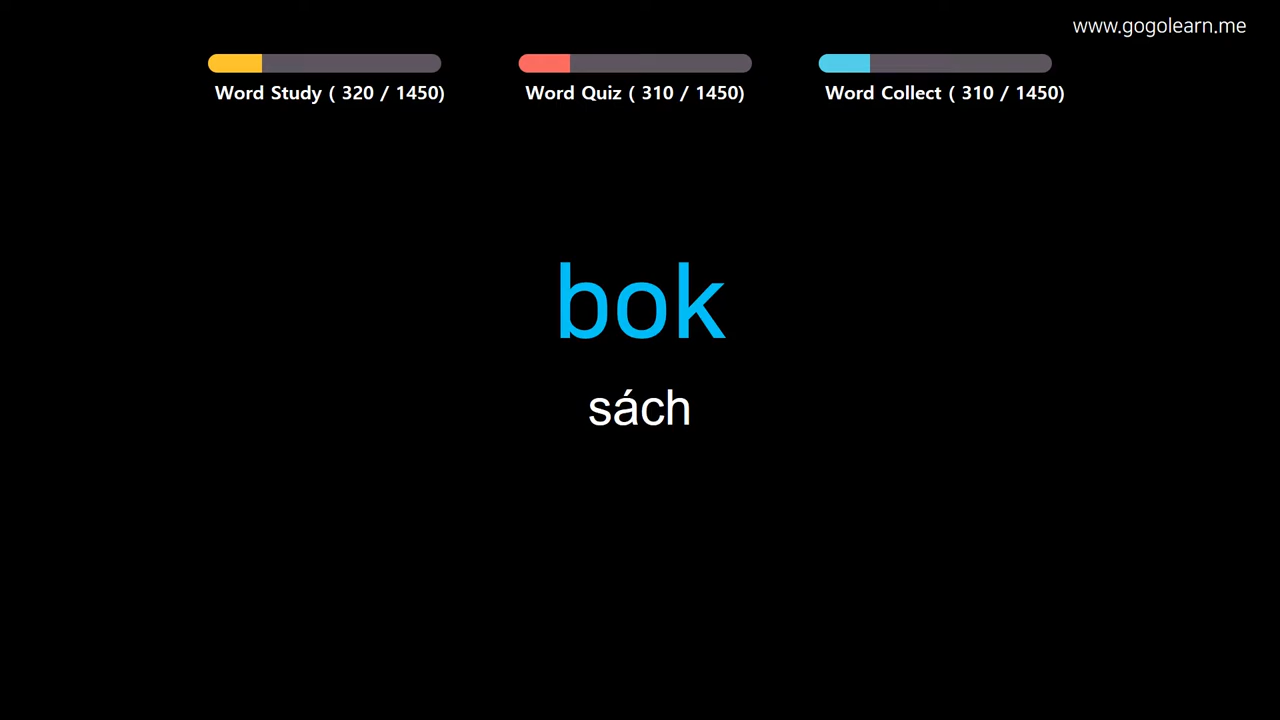 www.gogolearn.me
Word Study ( 320 / 1450)
Word Quiz ( 310 / 1450)
Word Collect ( 310 / 1450)
bok
sách